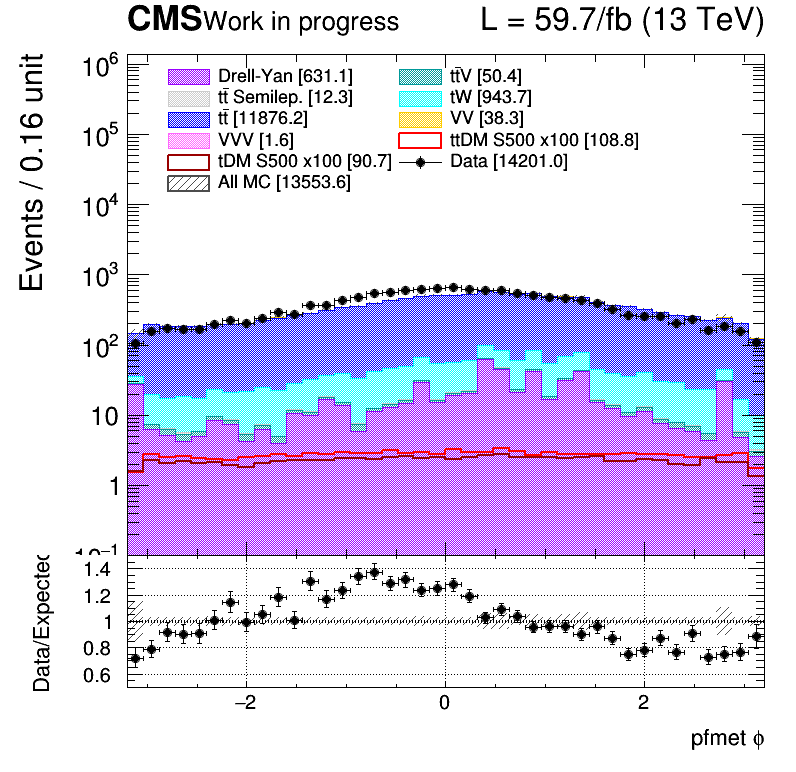 CMS Work in progress L = 59.7/fb (13 TeV)
Events / 0.16 unit
10⁶
10⁵
10⁴
10³
10²
10
1
10⁻¹
Drell-Yan [631.1] tt̄V [50.4]
tt̄ Semilep. [12.3] tW [943.7]
tt̄ [11876.2] VV [38.3]
VVV [1.6] ttDM S500 x100 [108.8]
tDM S500 x100 [90.7] Data [14201.0]
All MC [13553.6]
Data/Expected
1.4
1.2
1
0.8
0.6
−2 0 2
pfmet ϕ